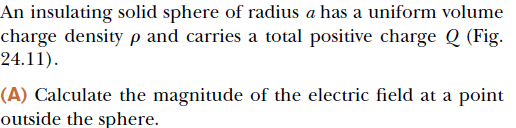 An insulating solid sphere of radius a has a uniform volume
charge density ρ and carries a total positive charge Q (Fig.
24.11).
(A) Calculate the magnitude of the electric field at a point
outside the sphere.